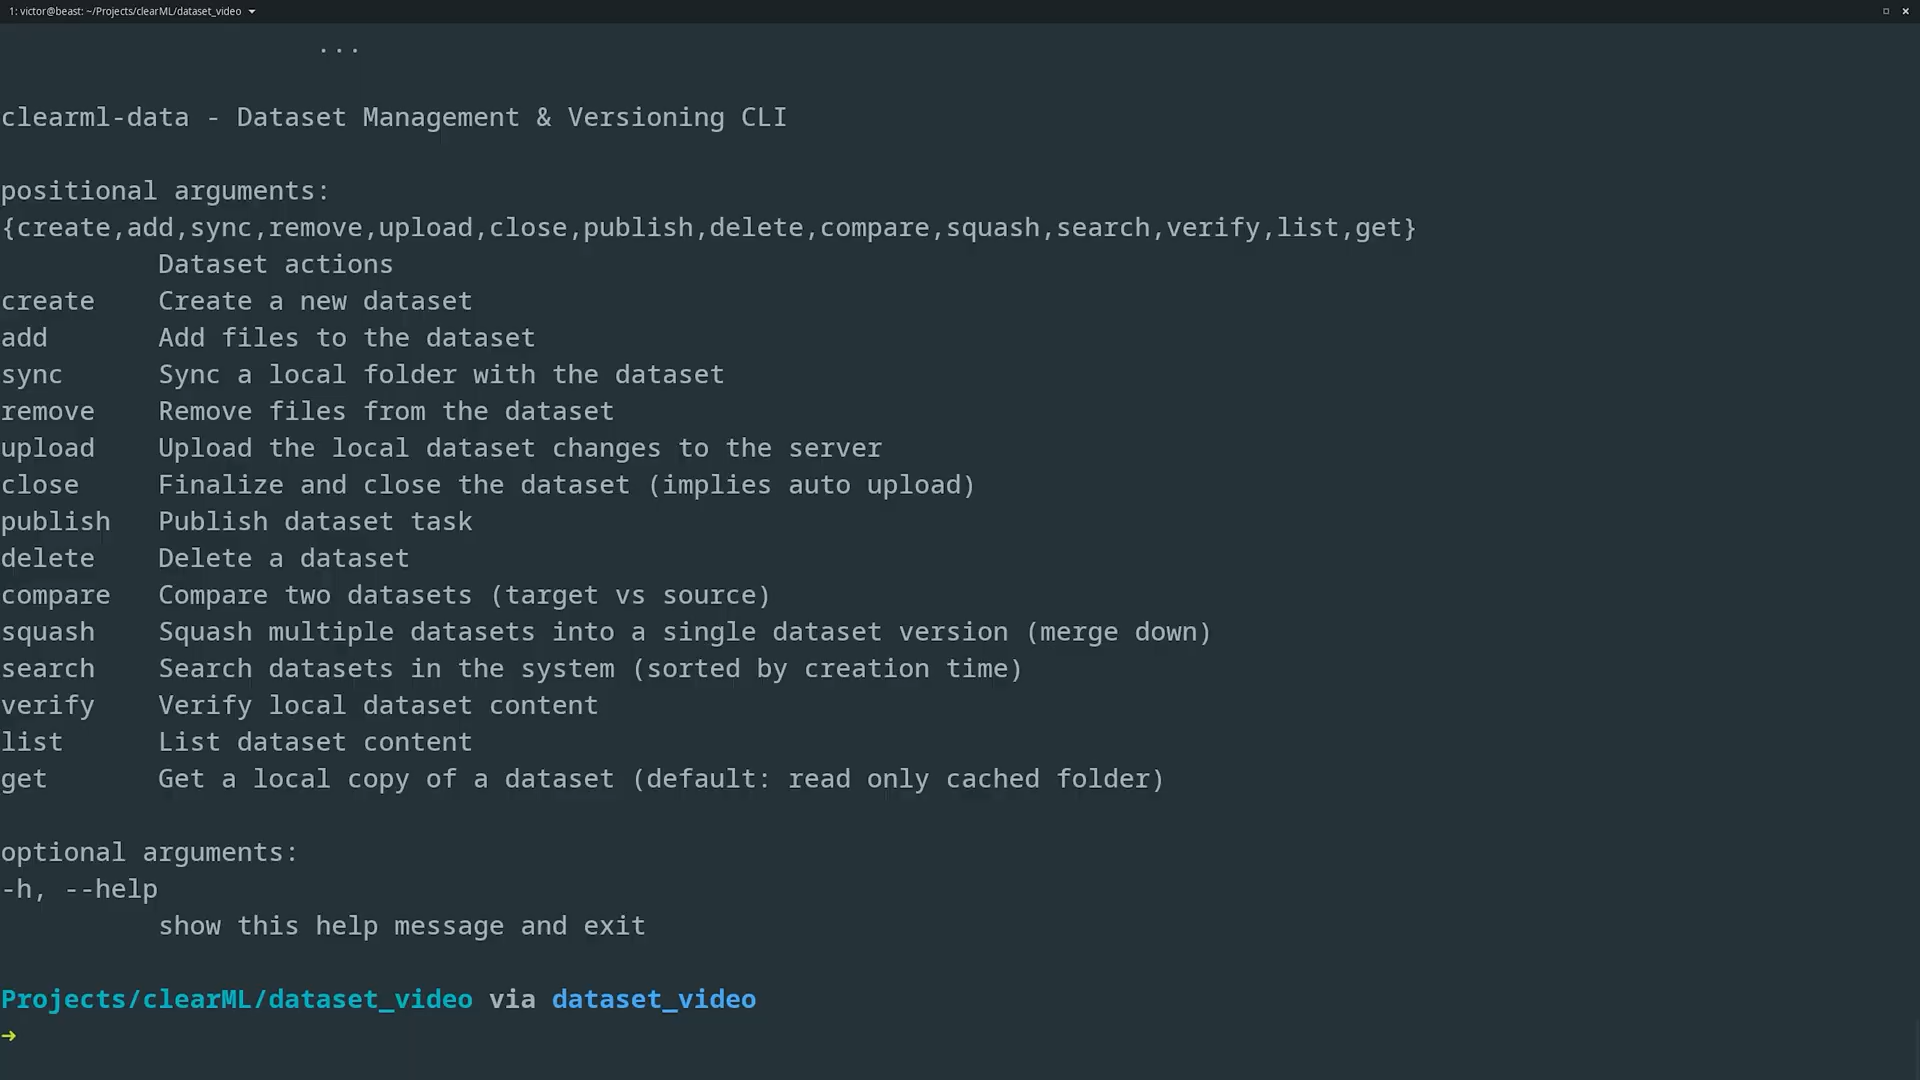 1: victor@beast: ~/Projects/clearML/dataset_video
...
clearml-data - Dataset Management & Versioning CLI
positional arguments:
{create,add,sync,remove,upload,close,publish,delete,compare,squash,search,verify,list,get}
Dataset actions
create Create a new dataset
add Add files to the dataset
sync Sync a local folder with the dataset
remove Remove files from the dataset
upload Upload the local dataset changes to the server
close Finalize and close the dataset (implies auto upload)
publish Publish dataset task
delete Delete a dataset
compare Compare two datasets (target vs source)
squash Squash multiple datasets into a single dataset version (merge down)
search Search datasets in the system (sorted by creation time)
verify Verify local dataset content
list List dataset content
get Get a local copy of a dataset (default: read only cached folder)
optional arguments:
-h, --help
show this help message and exit
Projects/clearML/dataset_video via dataset_video
➜